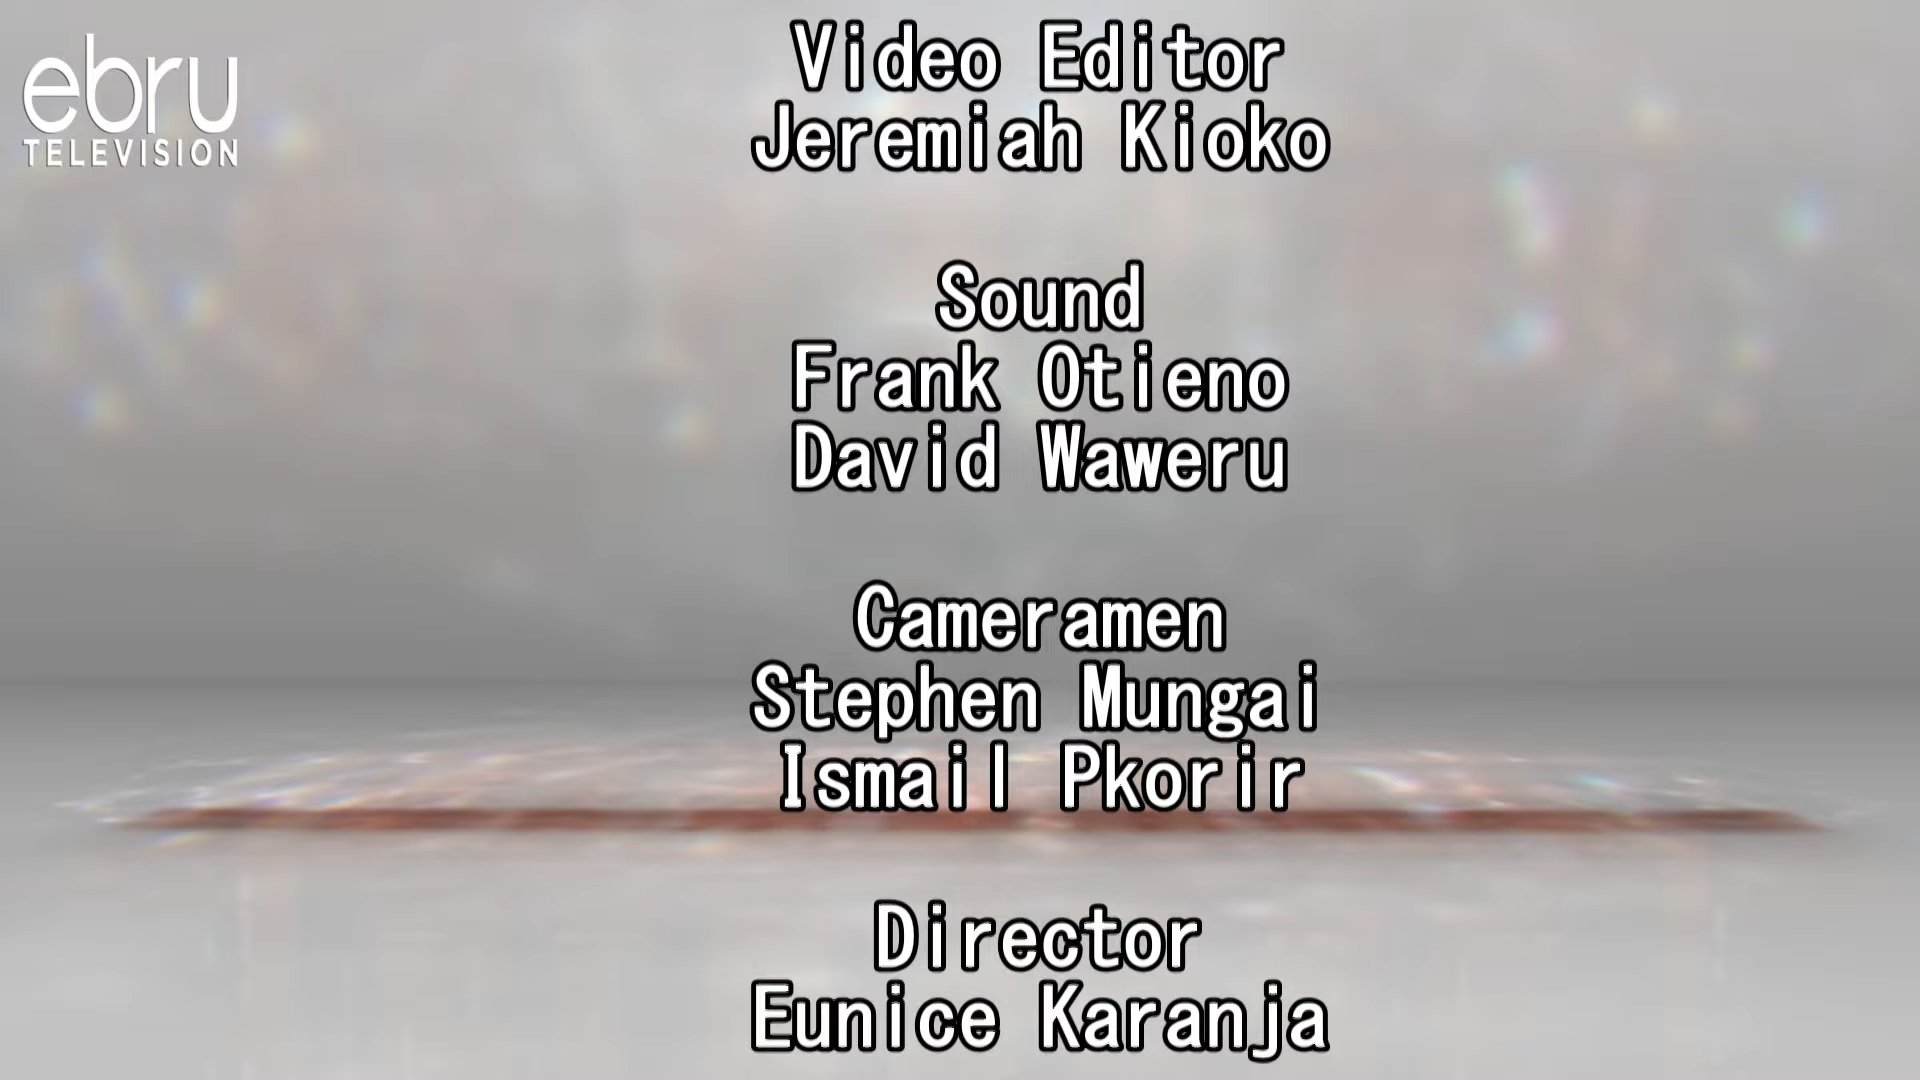 ebru
TELEVISION
Video Editor
Jeremiah Kioko
Sound
Frank Otieno
David Waweru
Cameramen
Stephen Mungai
Ismail Pkorir
Director
Eunice Karanja